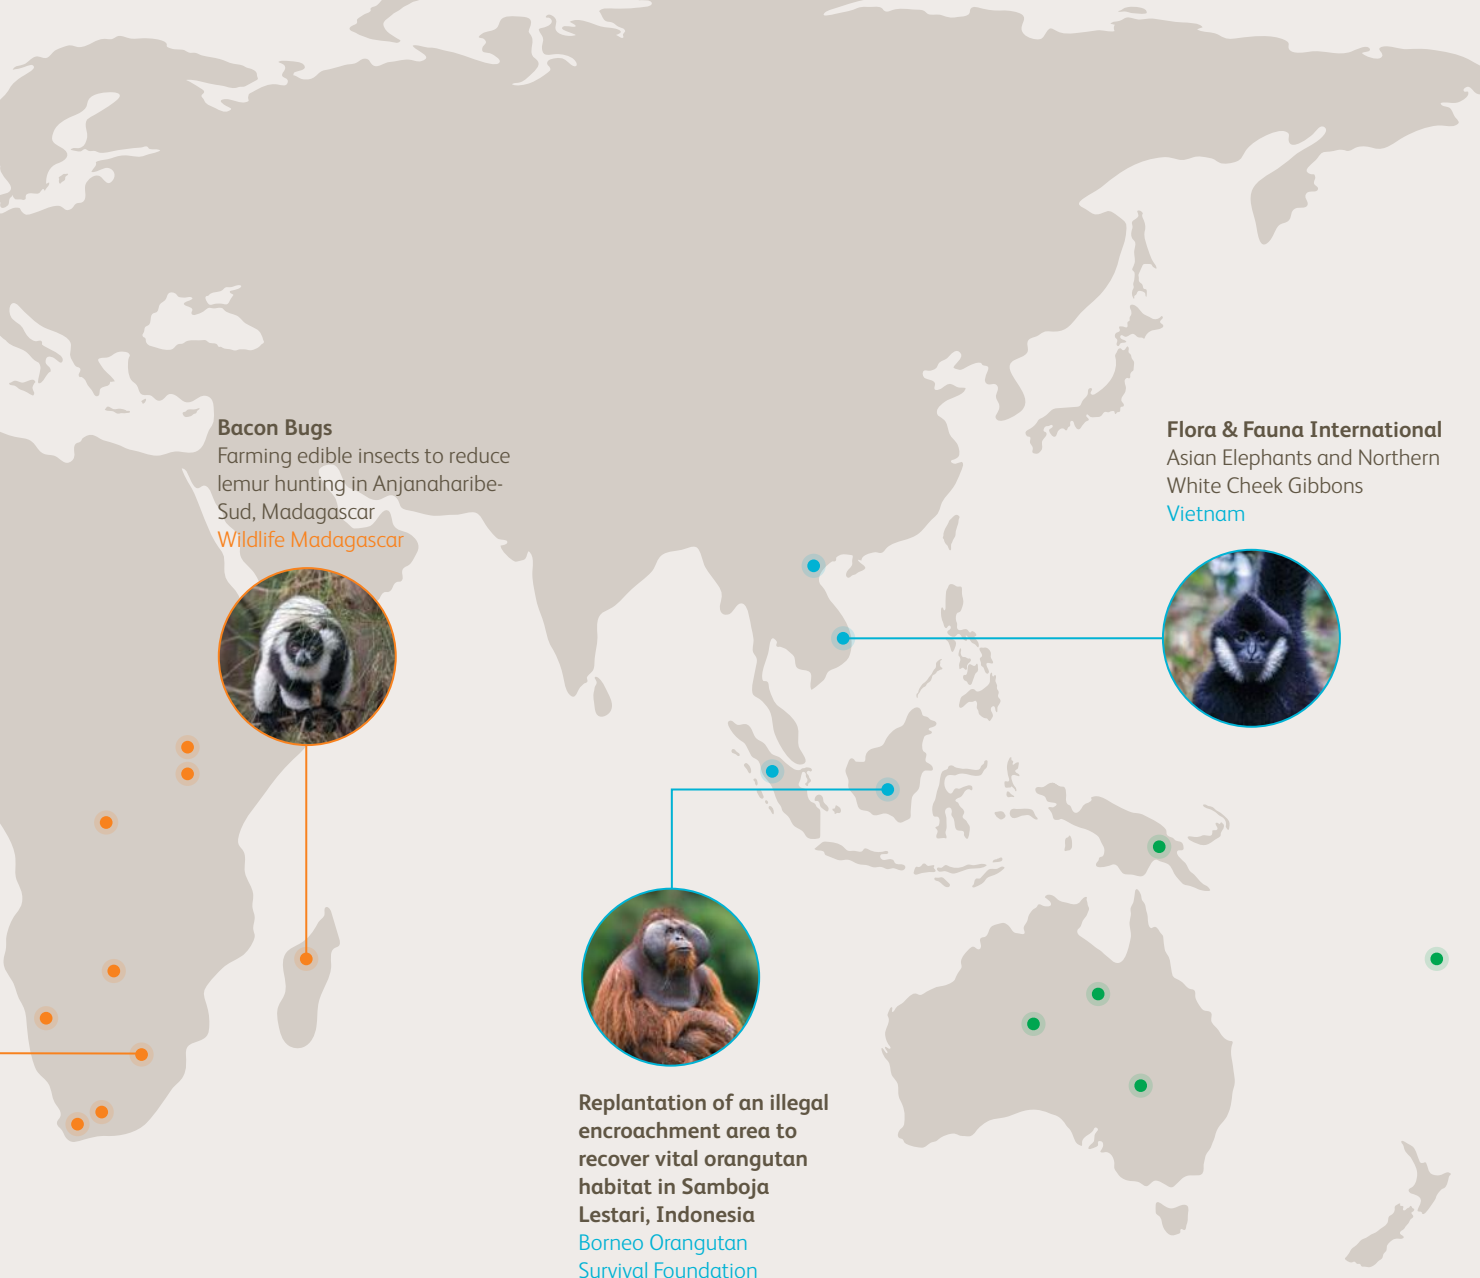 Bacon Bugs
Farming edible insects to reduce
lemur hunting in Anjanaharibe-
Sud, Madagascar
Wildlife Madagascar
Flora & Fauna International
Asian Elephants and Northern
White Cheek Gibbons
Vietnam
Replantation of an illegal
encroachment area to
recover vital orangutan
habitat in Samboja
Lestari, Indonesia
Borneo Orangutan
Survival Foundation